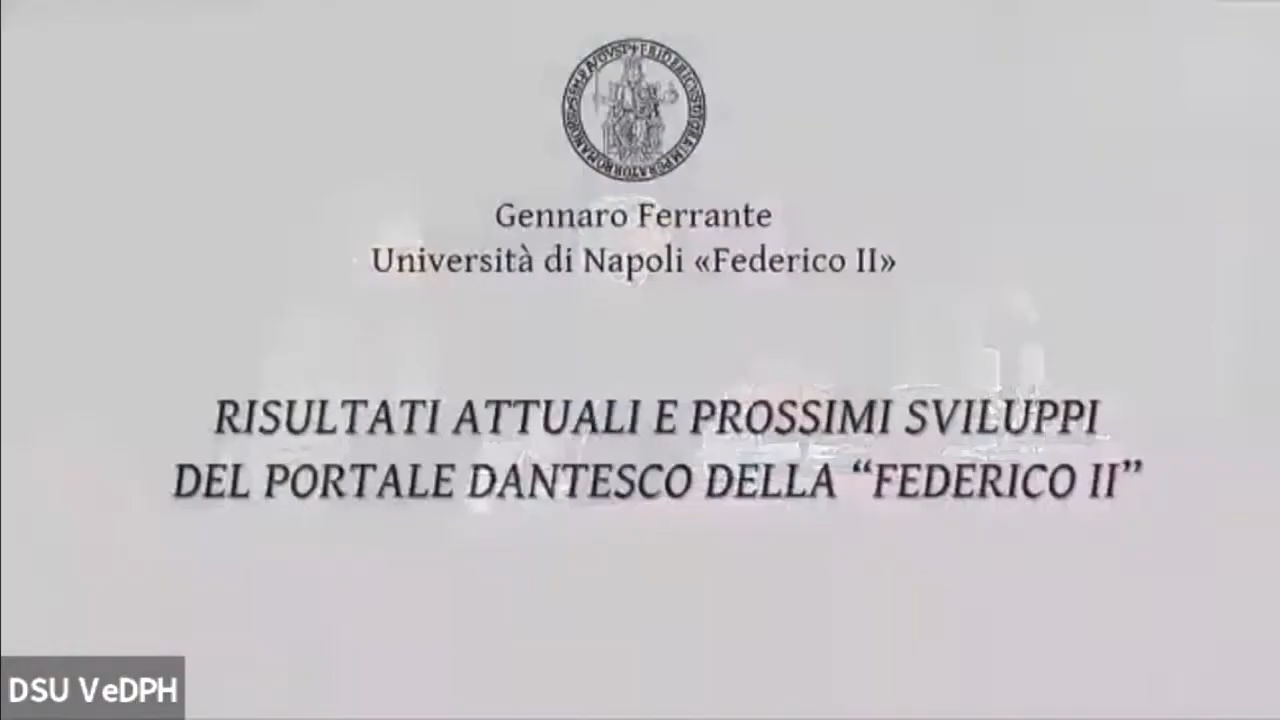 Gennaro Ferrante
Università di Napoli «Federico II»
RISULTATI ATTUALI E PROSSIMI SVILUPPI
DEL PORTALE DANTESCO DELLA “FEDERICO II”
DSU VeDPH